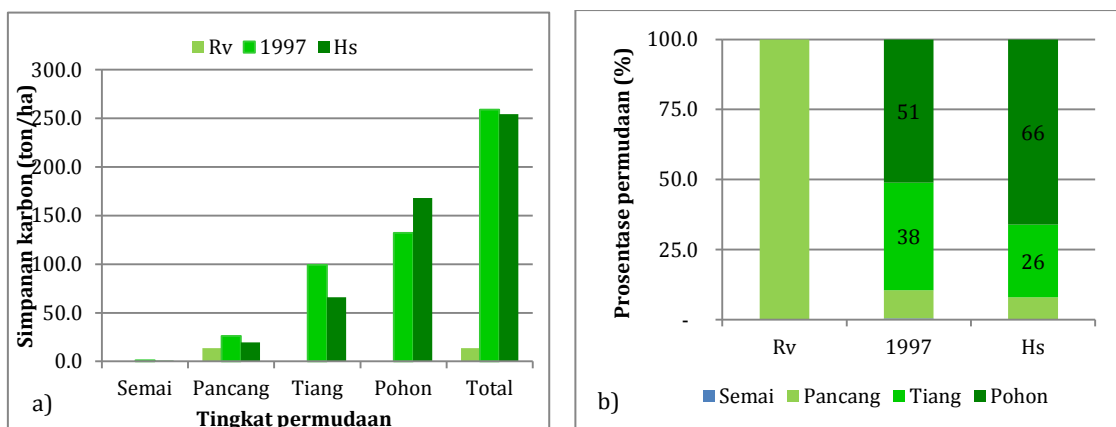 Rv 1997 Hs
Simpanan karbon (ton/ha)
300.0
250.0
200.0
150.0
100.0
50.0
0.0
Semai Pancang Tiang Pohon Total
a)
Tingkat permudaan
Prosentase permudaan (%)
100.0
75.0
50.0
25.0
-
51
38
66
26
Rv 1997 Hs
Semai Pancang Tiang Pohon
b)